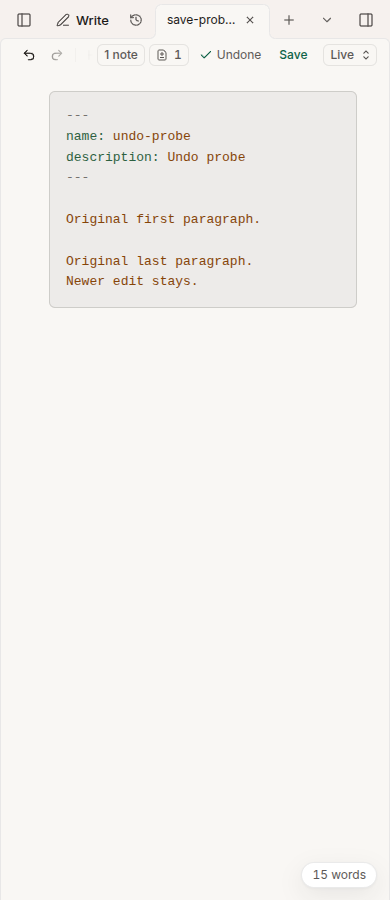 Write
save-prob...
1 note
1
Undone
Save
Live
---
name: undo-probe
description: Undo probe
---
Original first paragraph.
Original last paragraph.
Newer edit stays.
15 words